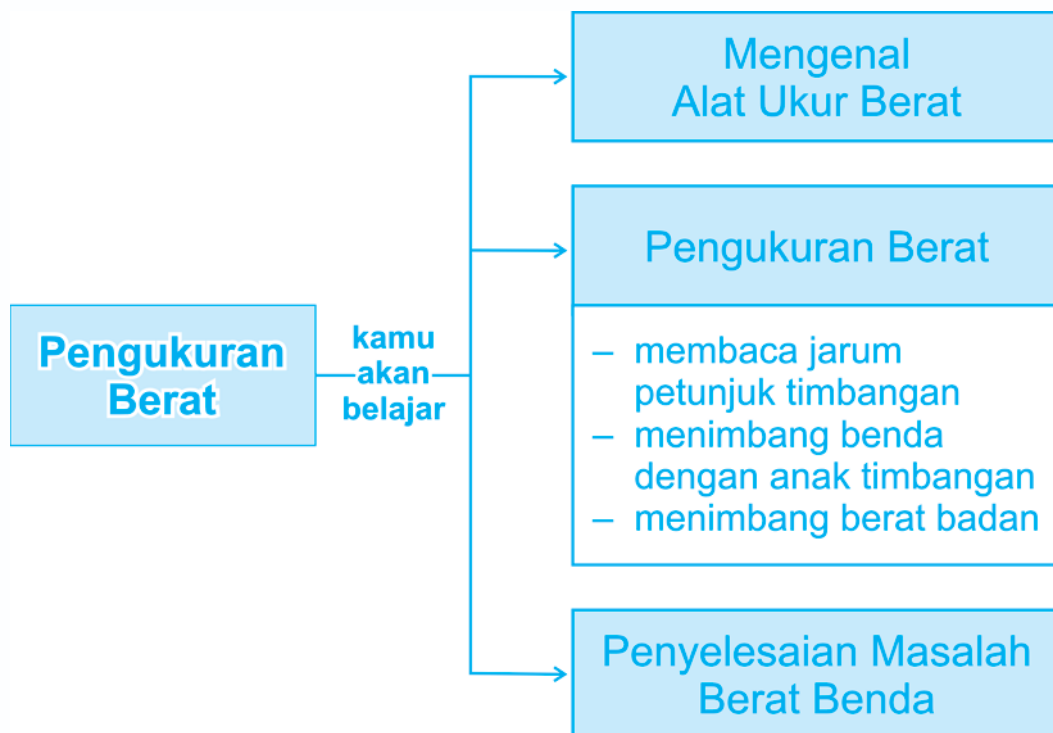 Pengukuran
Berat
kamu
akan
belajar
Mengenal
Alat Ukur Berat
Pengukuran Berat
– membaca jarum
petunjuk timbangan
– menimbang benda
dengan anak timbangan
– menimbang berat badan
Penyelesaian Masalah
Berat Benda